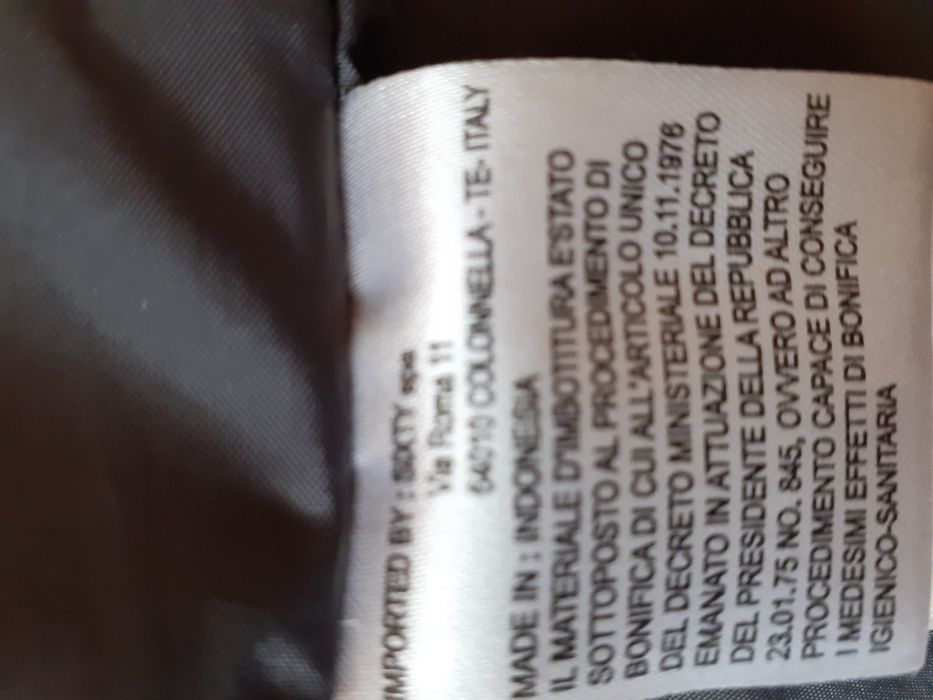 IMPORTED BY : SIXTY spa
Via Roma 11
64010 COLONNELLA - TE- ITALY
MADE IN : INDONESIA
IL MATERIALE D'IMBOTTITURA E'STATO
SOTTOPOSTO AL PROCEDIMENTO DI
BONIFICA DI CUI ALL'ARTICOLO UNICO
DEL DECRETO MINISTERIALE 10.11.1976
EMANATO IN ATTUAZIONE DEL DECRETO
DEL PRESIDENTE DELLA REPUBBLICA
23.01.75 NO. 845, OVVERO AD ALTRO
PROCEDIMENTO CAPACE DI CONSEGUIRE
I MEDESIMI EFFETTI DI BONIFICA
IGIENICO-SANITARIA